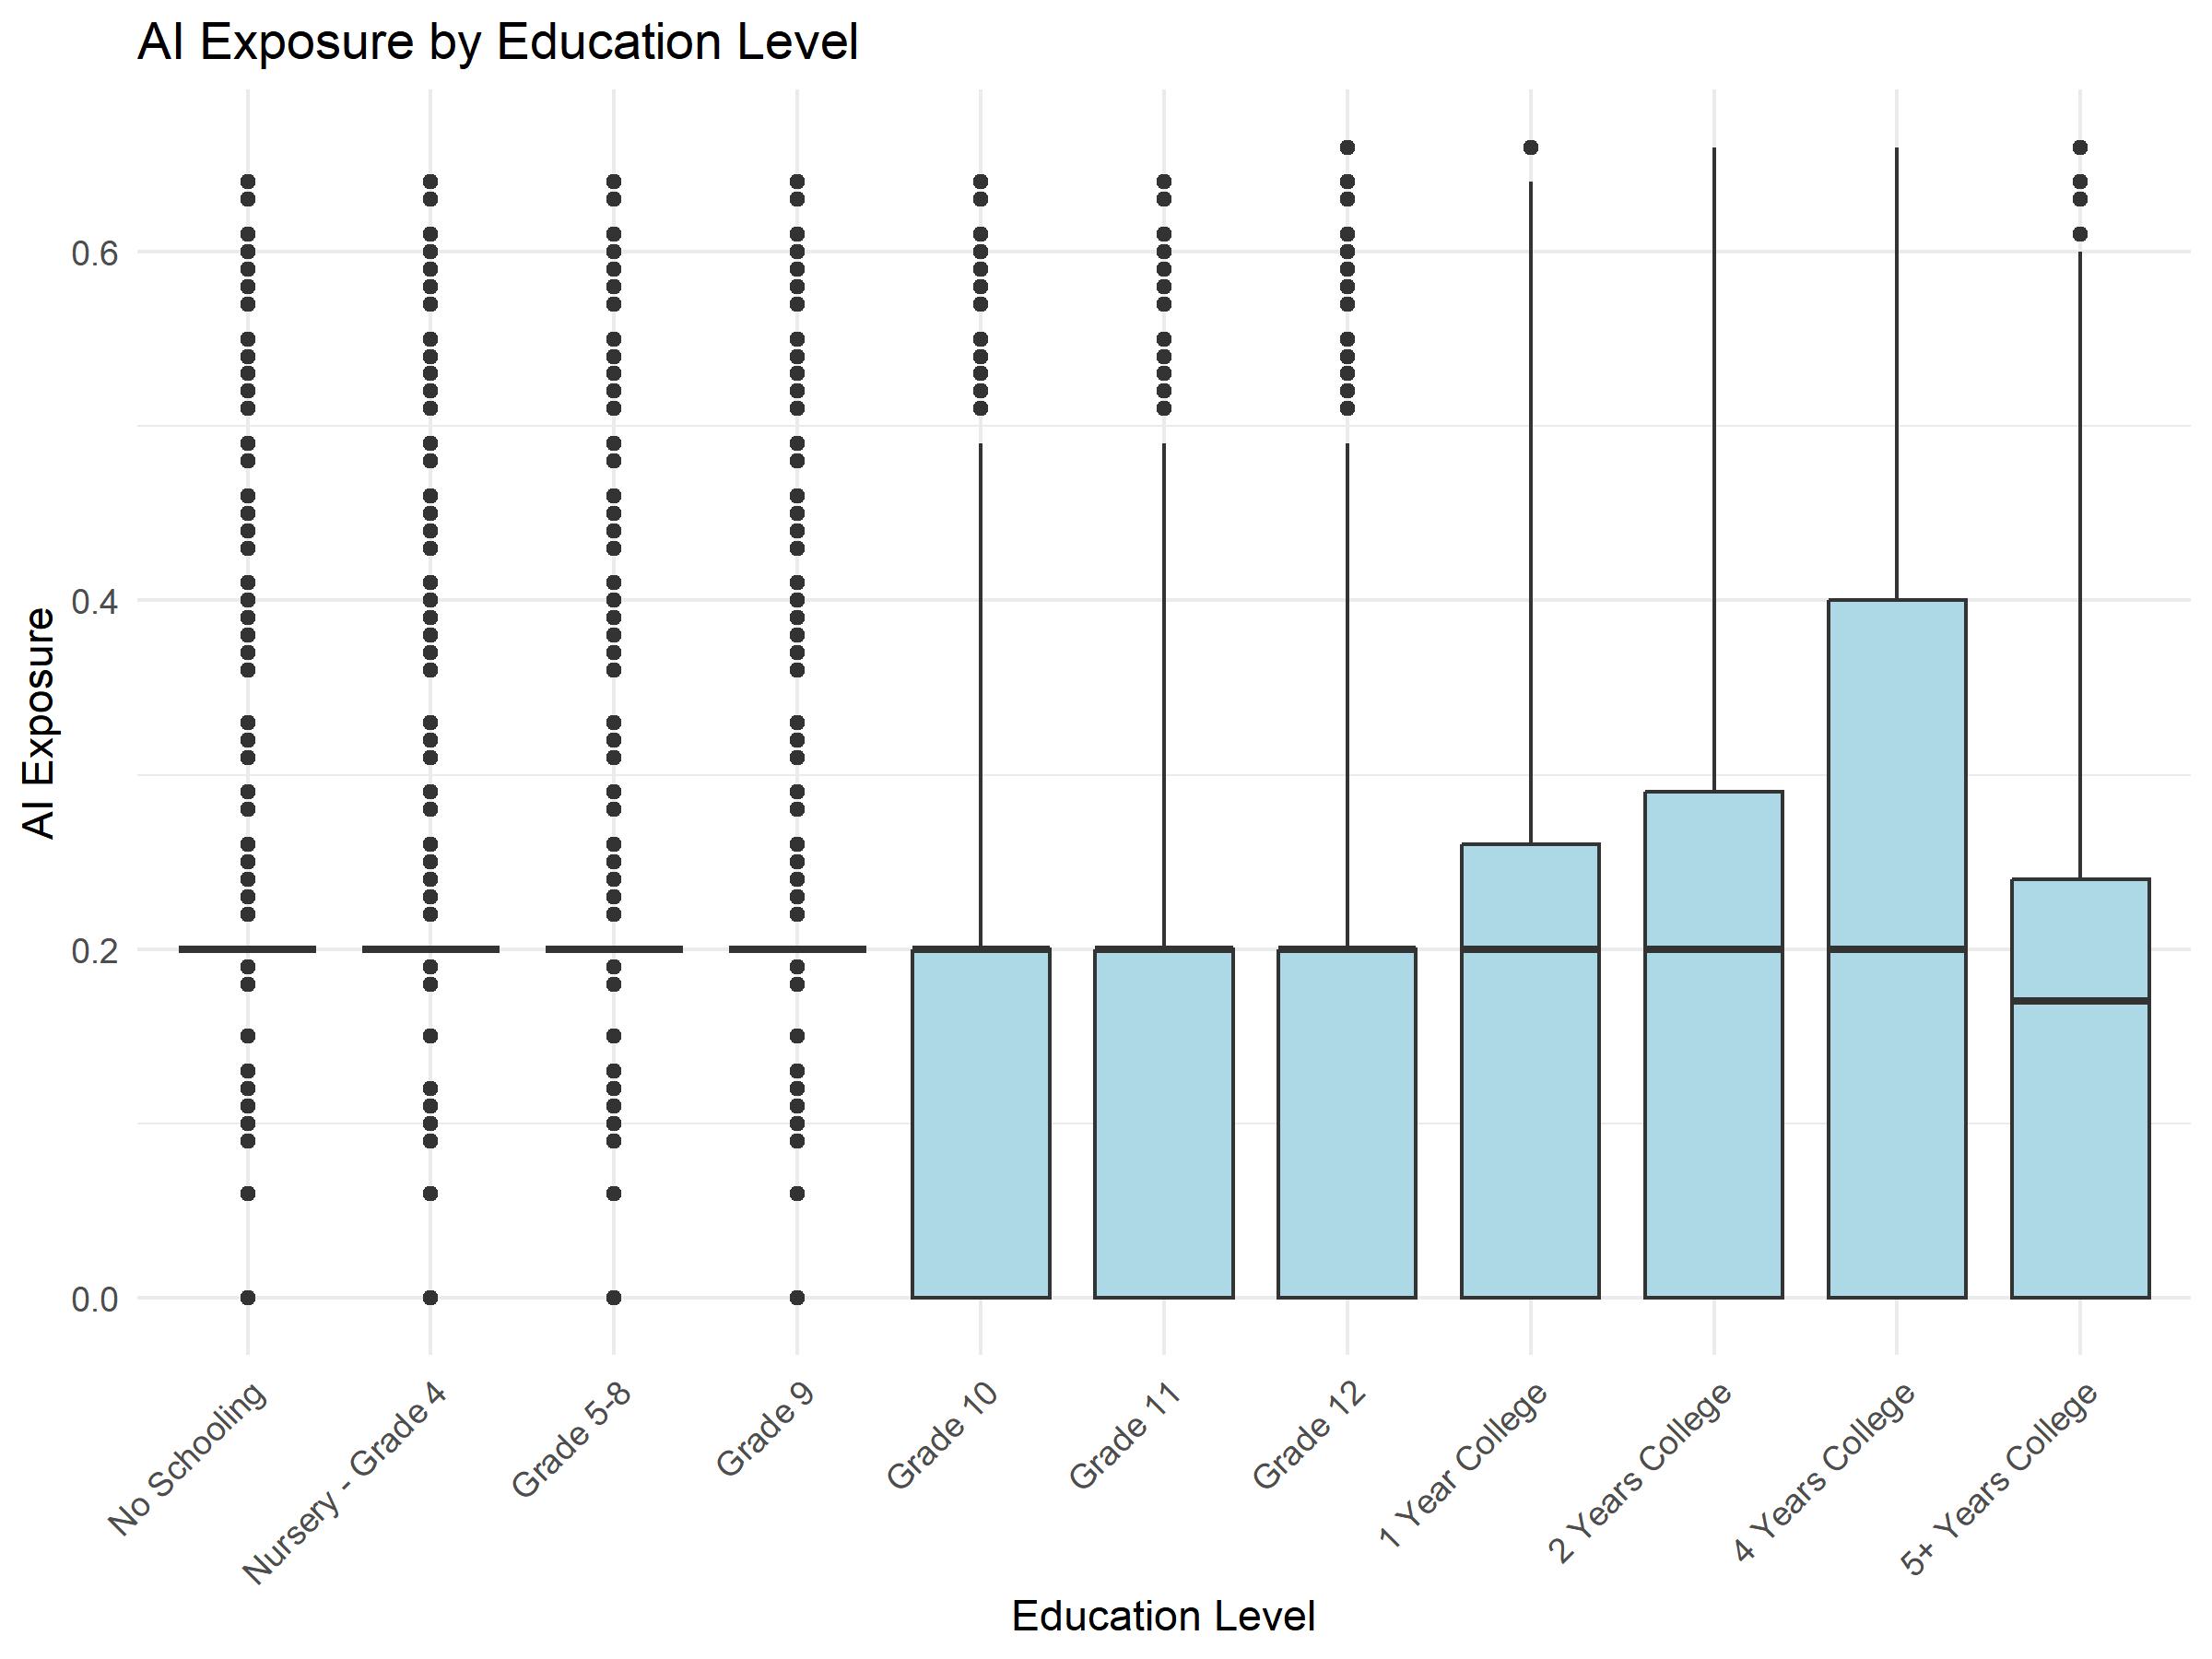 AI Exposure by Education Level
AI Exposure
0.6
0.4
0.2
0.0
No Schooling
Nursery - Grade 4
Grade 5-8
Grade 9
Grade 10
Grade 11
Grade 12
1 Year College
2 Years College
4 Years College
5+ Years College
Education Level